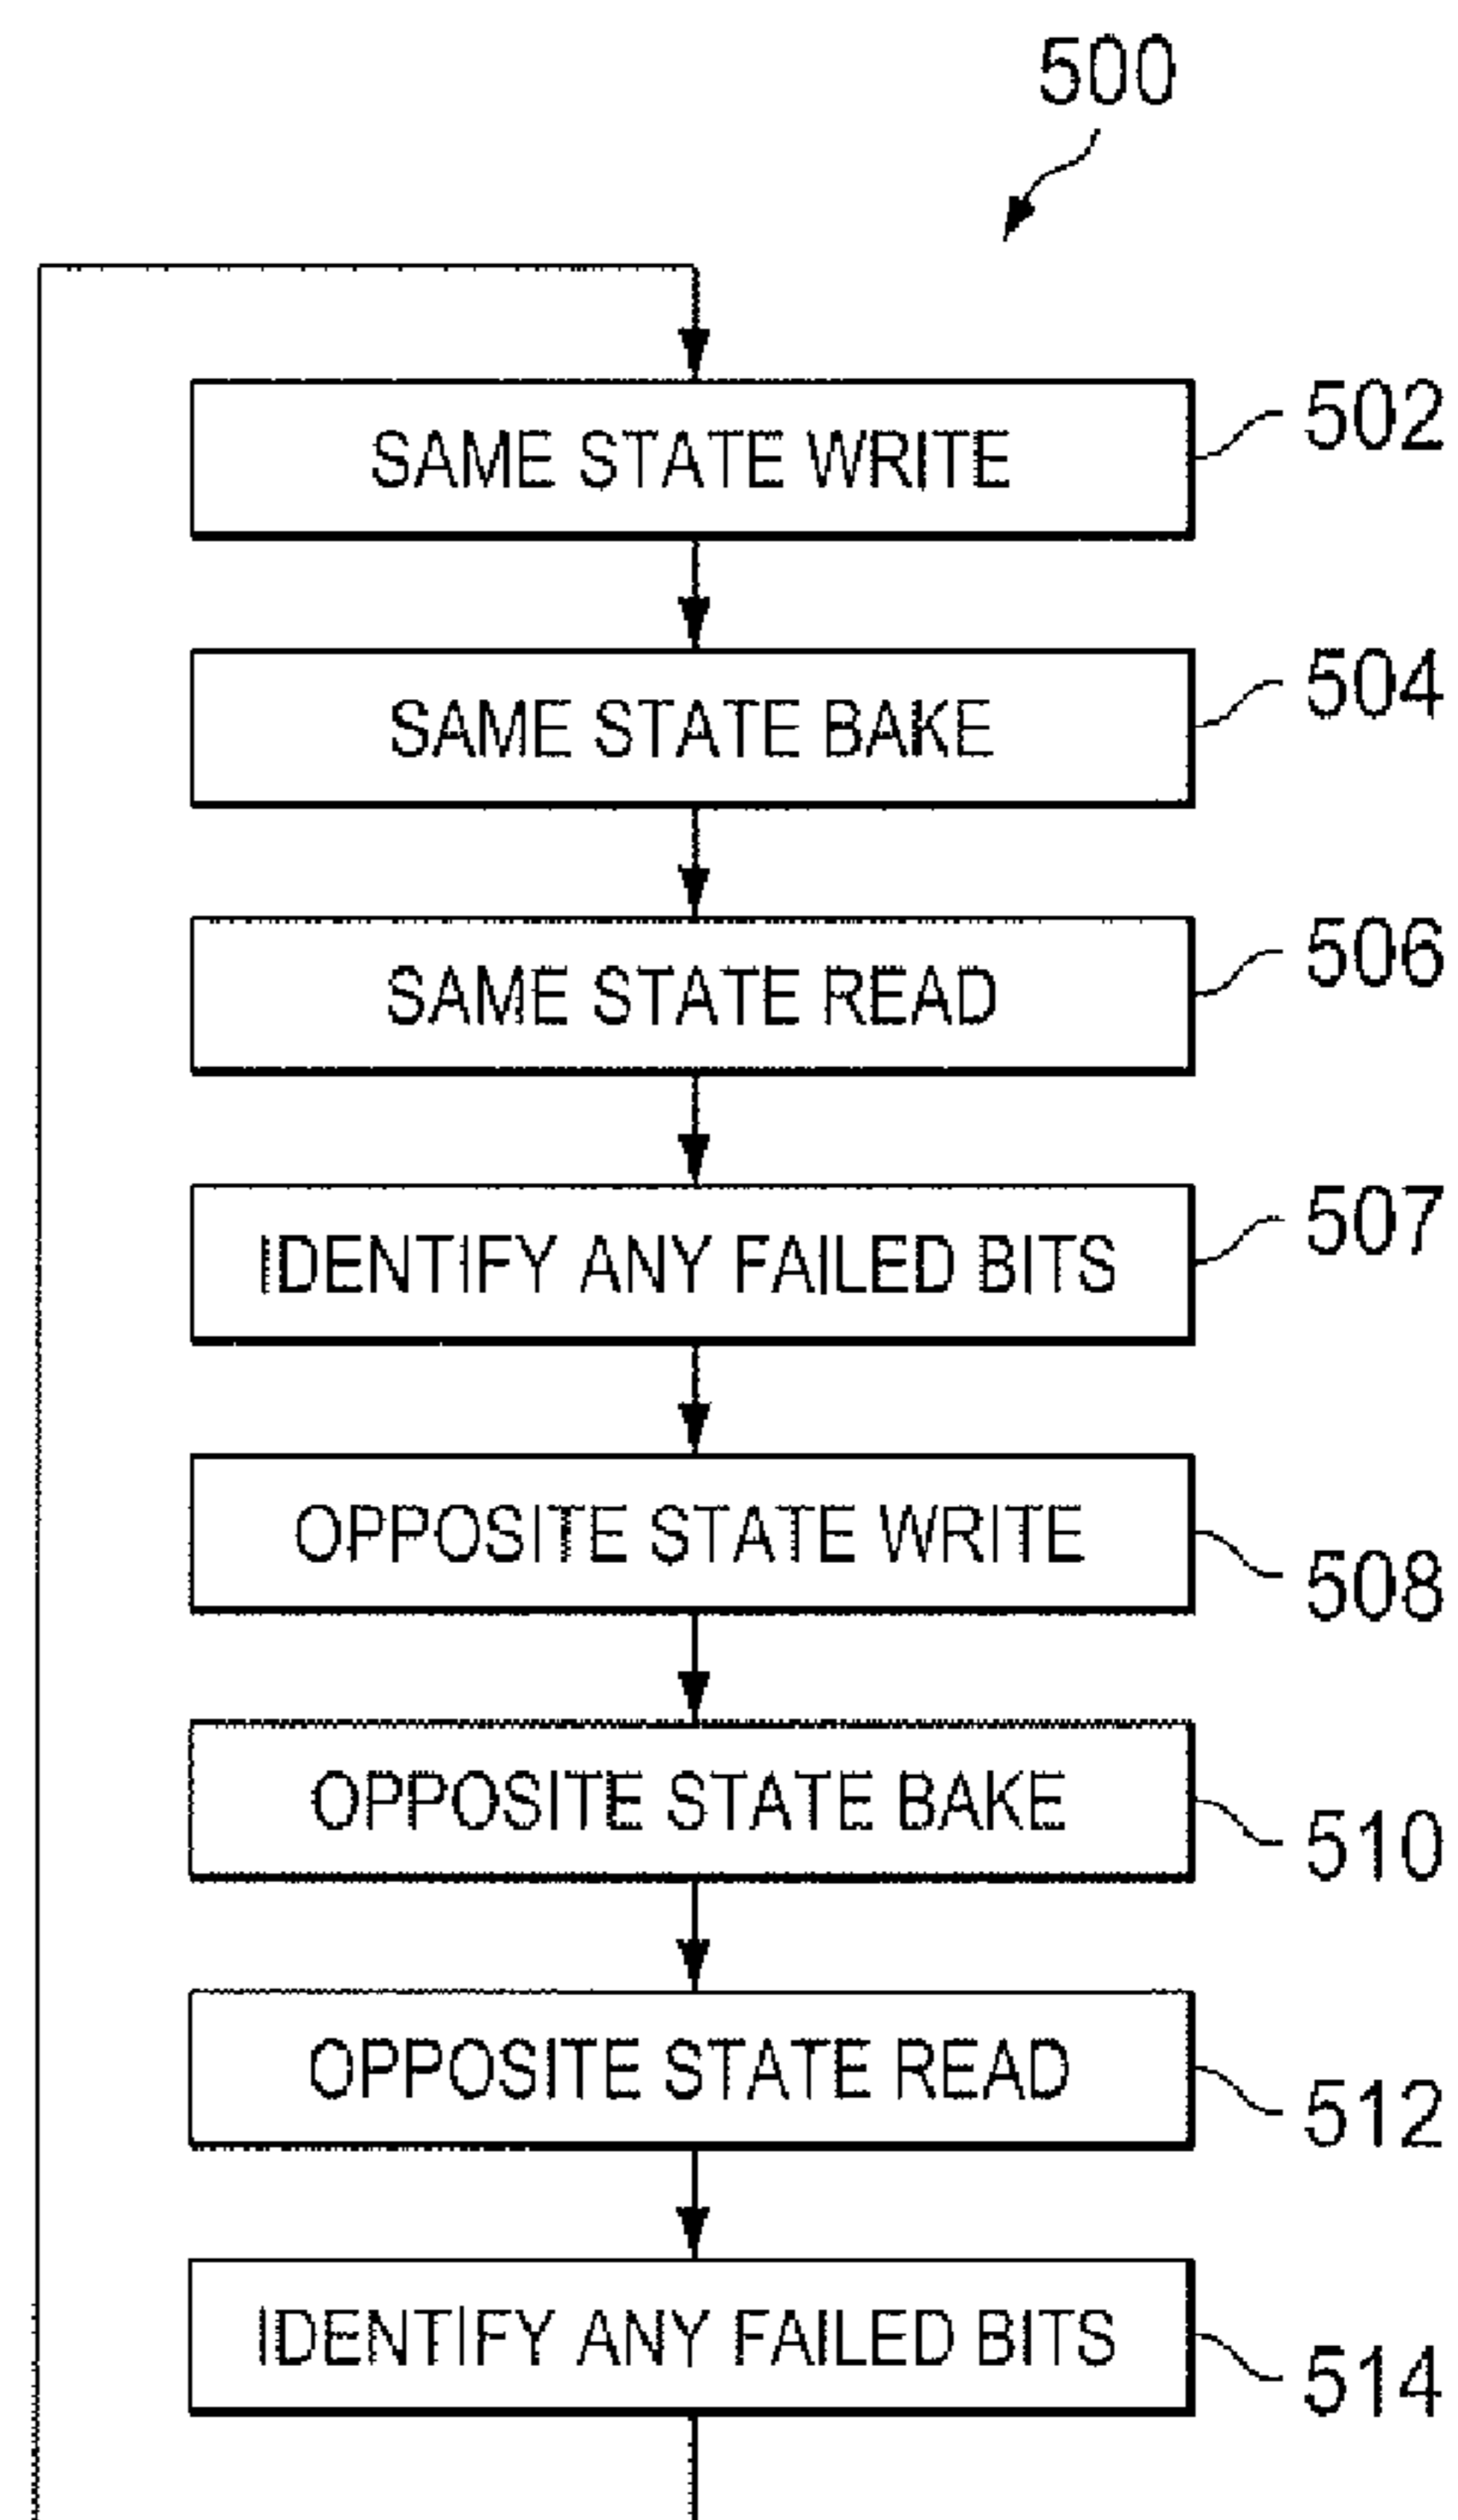 500
SAME STATE WRITE 502
SAME STATE BAKE 504
SAME STATE READ 506
IDENTIFY ANY FAILED BITS 507
OPPOSITE STATE WRITE 508
OPPOSITE STATE BAKE 510
OPPOSITE STATE READ 512
IDENTIFY ANY FAILED BITS 514